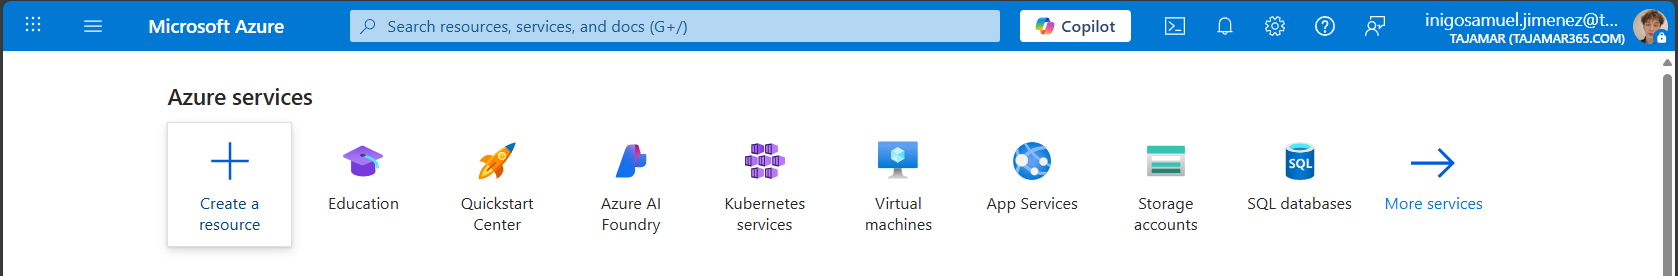 Microsoft Azure
Search resources, services, and docs (G+/)
Copilot
inigosamuel.jimenez@t...
TAJAMAR (TAJAMAR365.COM)
Azure services
Create a
resource
Education
Quickstart
Center
Azure AI
Foundry
Kubernetes
services
Virtual
machines
App Services
Storage
accounts
SQL
SQL databases
More services